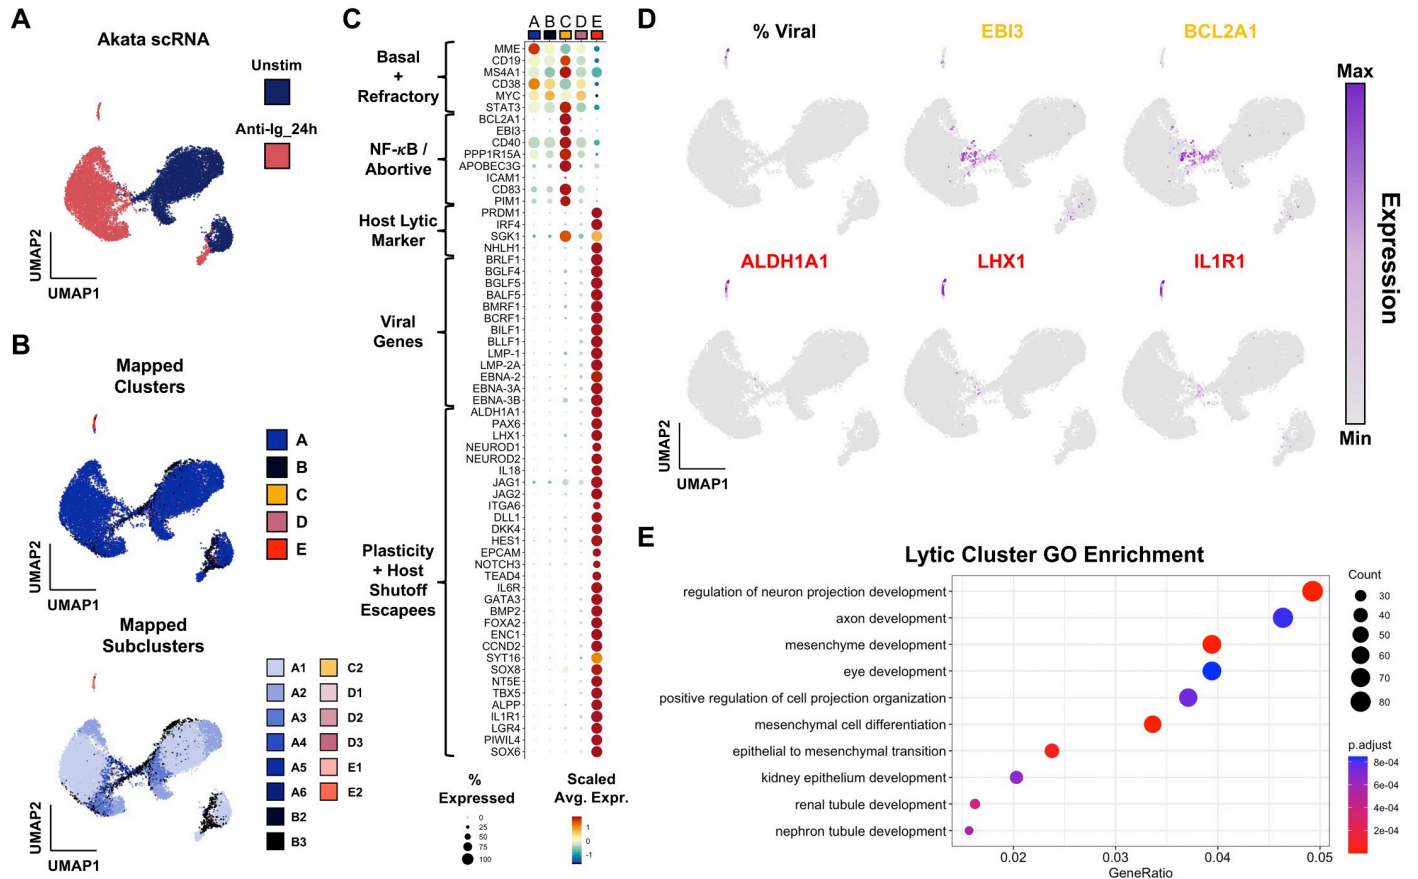 A
Akata scRNA
Unstim
Anti-Ig_24h
UMAP2
UMAP1
B
Mapped
Clusters
A
B
C
D
E
UMAP2
UMAP1
Mapped
Subclusters
A1
A2
A3
A4
A5
A6
B2
B3
C2
D1
D2
D3
E1
E2
UMAP2
UMAP1
C
A B C D E
Basal
+
Refractory
NF-κB /
Abortive
Host Lytic
Marker
Viral
Genes
Plasticity
+ Host
Shutoff
Escapees
MME
CD19
MS4A1
CD38
MYC
STAT3
BCL2A1
EBI3
CD40
PPP1R15A
APOBEC3G
ICAM1
CD83
PIM1
PRDM1
IRF4
SGK1
NHLH1
BRLF1
BGLF4
BGLF5
BALF5
BMRF1
BCRF1
BILF1
BLLF1
LMP-1
LMP-2A
EBNA-2
EBNA-3A
EBNA-3B
ALDH1A1
PAX6
LHX1
NEUROD1
NEUROD2
IL18
JAG1
JAG2
ITGA6
DLL1
DKK4
HES1
EPCAM
NOTCH3
TEAD4
IL6R
GATA3
BMP2
FOXA2
ENC1
CCND2
SYT16
SOX8
NT5E
TBX5
ALPP
IL1R1
LGR4
PIWIL4
SOX6
%
Expressed
0
25
50
75
100
Scaled
Avg. Expr.
1
0
-1
D
% Viral
EBI3
BCL2A1
ALDH1A1
LHX1
IL1R1
UMAP2
UMAP1
Max
Expression
Min
E
Lytic Cluster GO Enrichment
regulation of neuron projection development
axon development
mesenchyme development
eye development
positive regulation of cell projection organization
mesenchymal cell differentiation
epithelial to mesenchymal transition
kidney epithelium development
renal tubule development
nephron tubule development
0.02 0.03 0.04 0.05
GeneRatio
Count
30
40
50
60
70
80
p.adjust
8e-04
6e-04
4e-04
2e-04